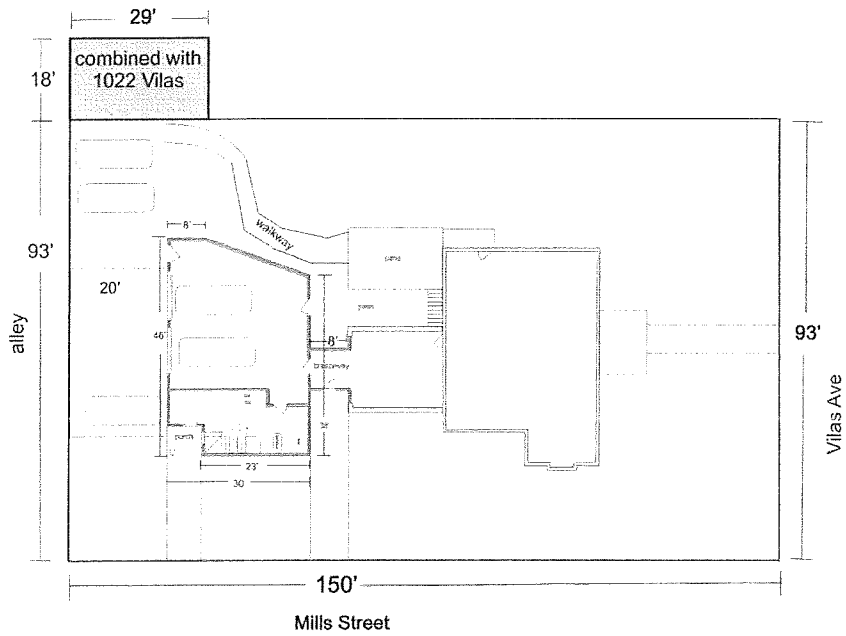 29'
combined with
1022 Vilas
18'
93'
alley
20'
8'
walkway
46'
patio
8'
breezeway
23'
30
93'
Vilas Ave
150'
Mills Street